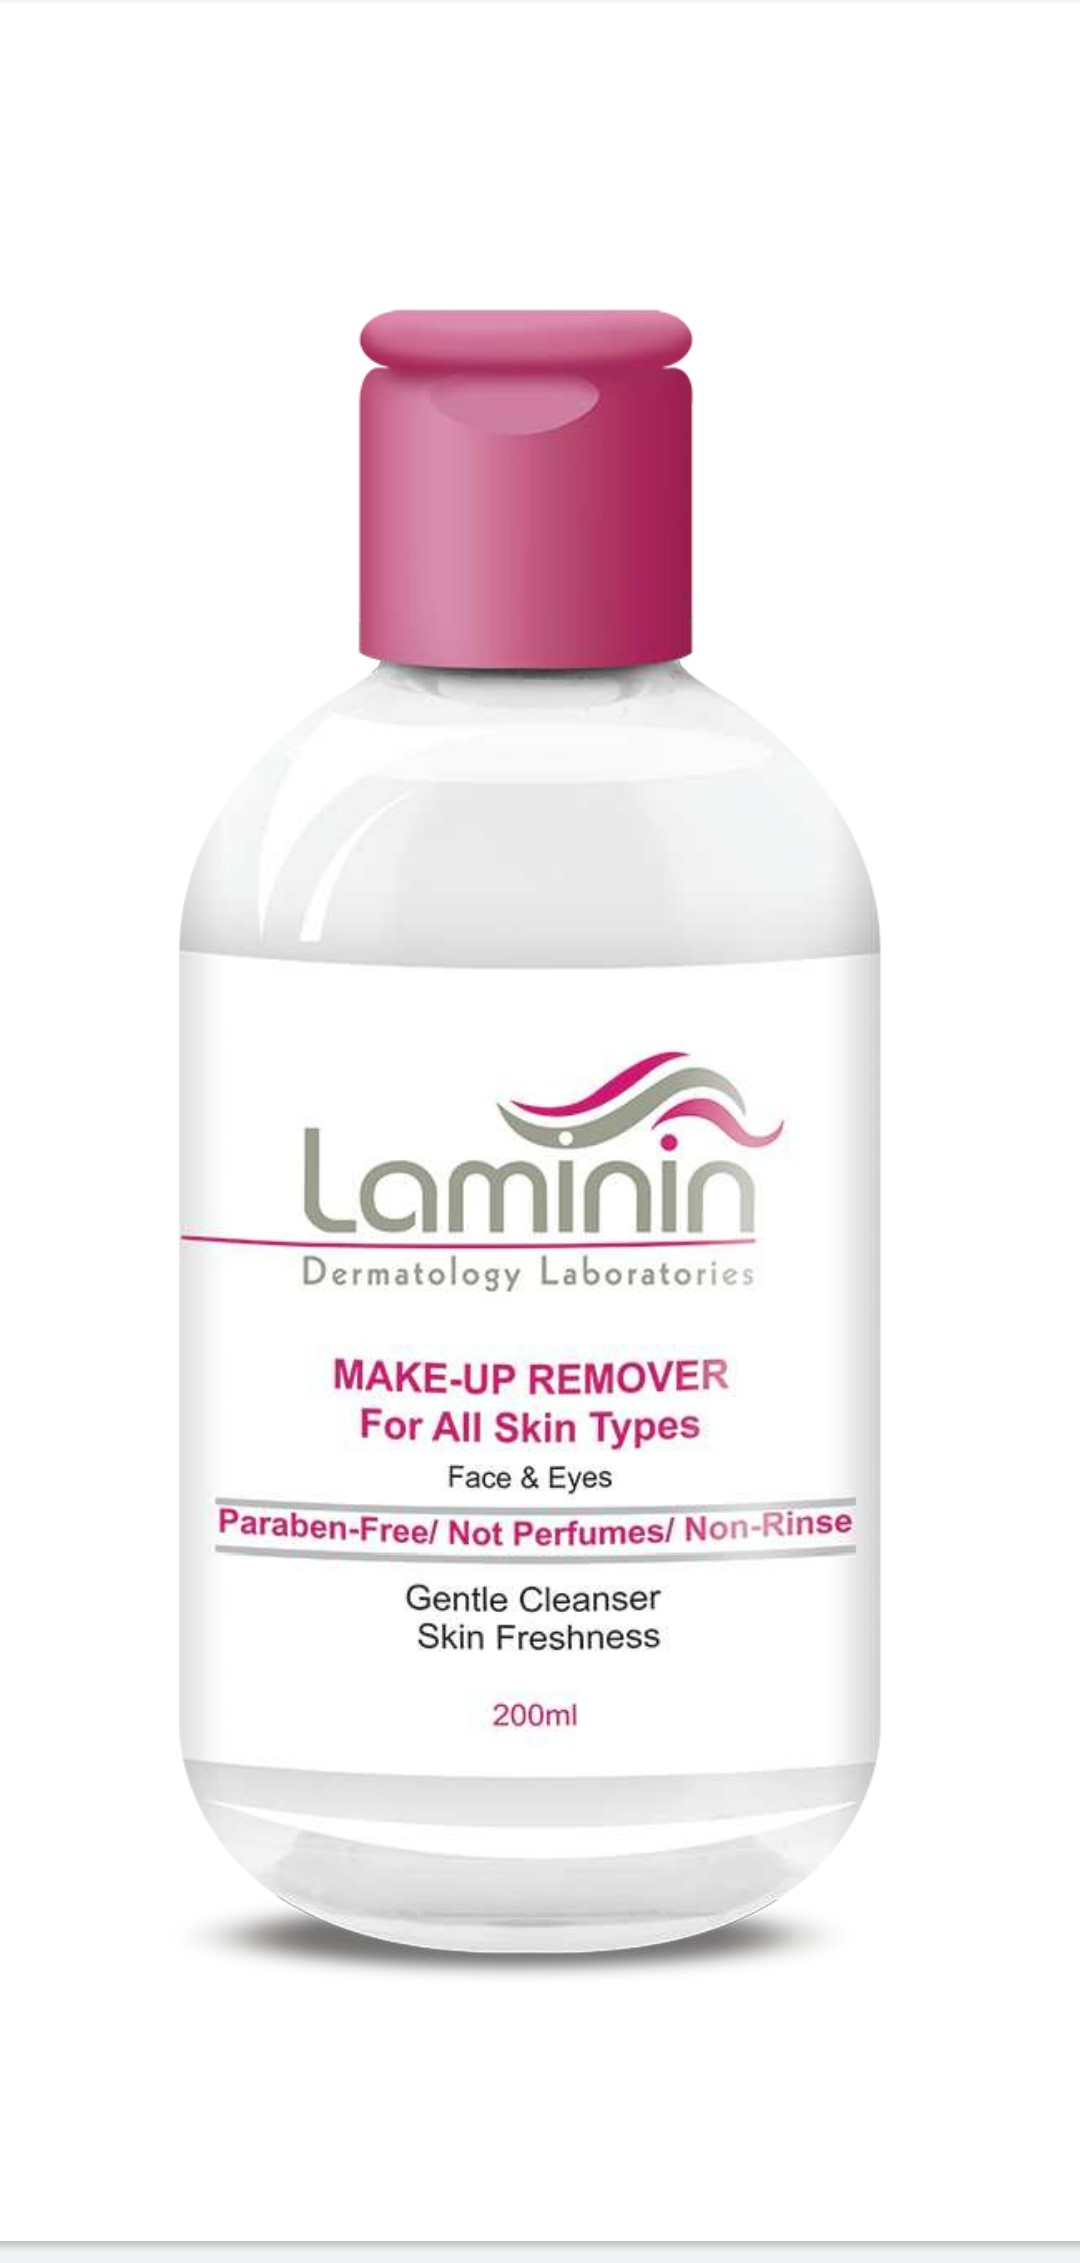 Laminin
Dermatology Laboratories
MAKE-UP REMOVER
For All Skin Types
Face & Eyes
Paraben-Free/ Not Perfumes/ Non-Rinse
Gentle Cleanser
Skin Freshness
200ml